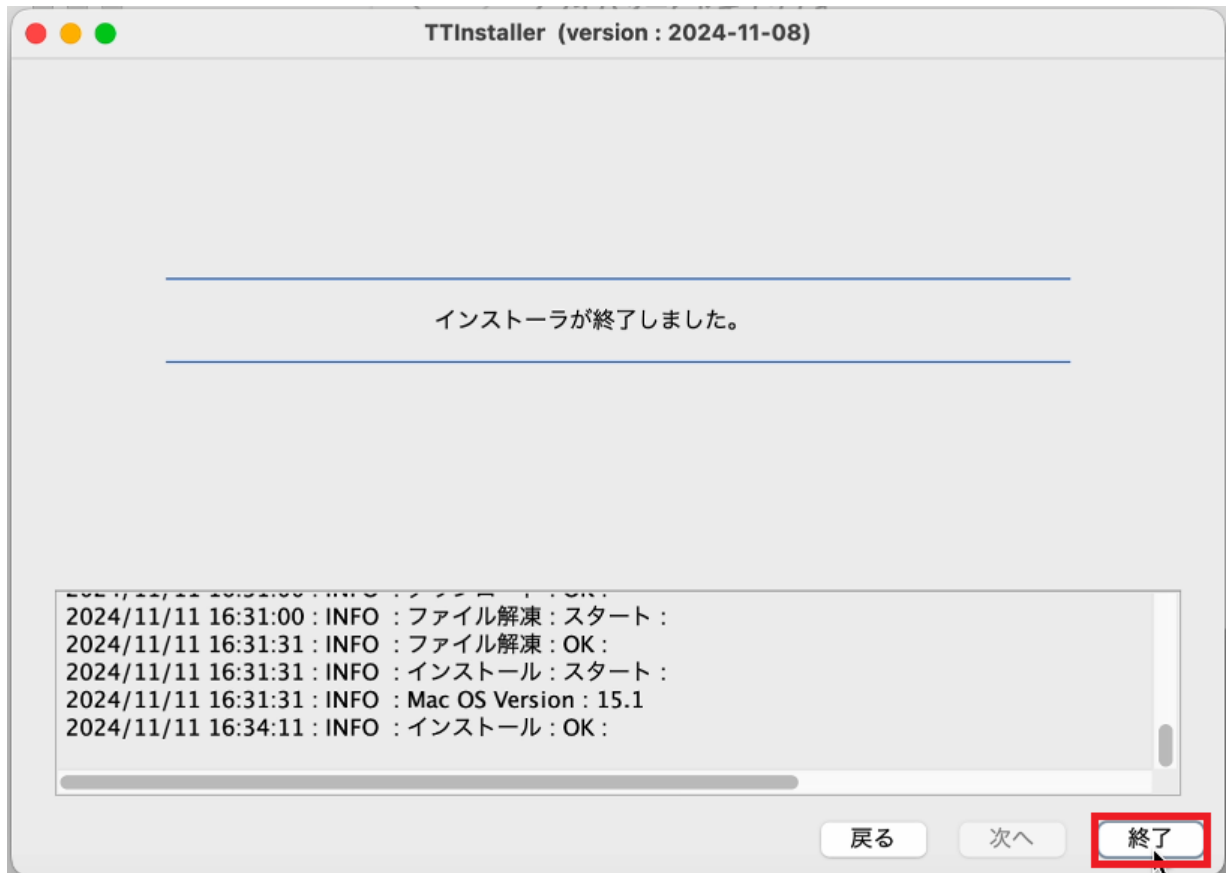 TTInstaller (version : 2024-11-08)
インストーラが終了しました。
2024/11/11 16:31:00 : INFO : ファイル解凍 : スタート :
2024/11/11 16:31:31 : INFO : ファイル解凍 : OK :
2024/11/11 16:31:31 : INFO : インストール : スタート :
2024/11/11 16:31:31 : INFO : Mac OS Version : 15.1
2024/11/11 16:34:11 : INFO : インストール : OK :
戻る 次へ 終了